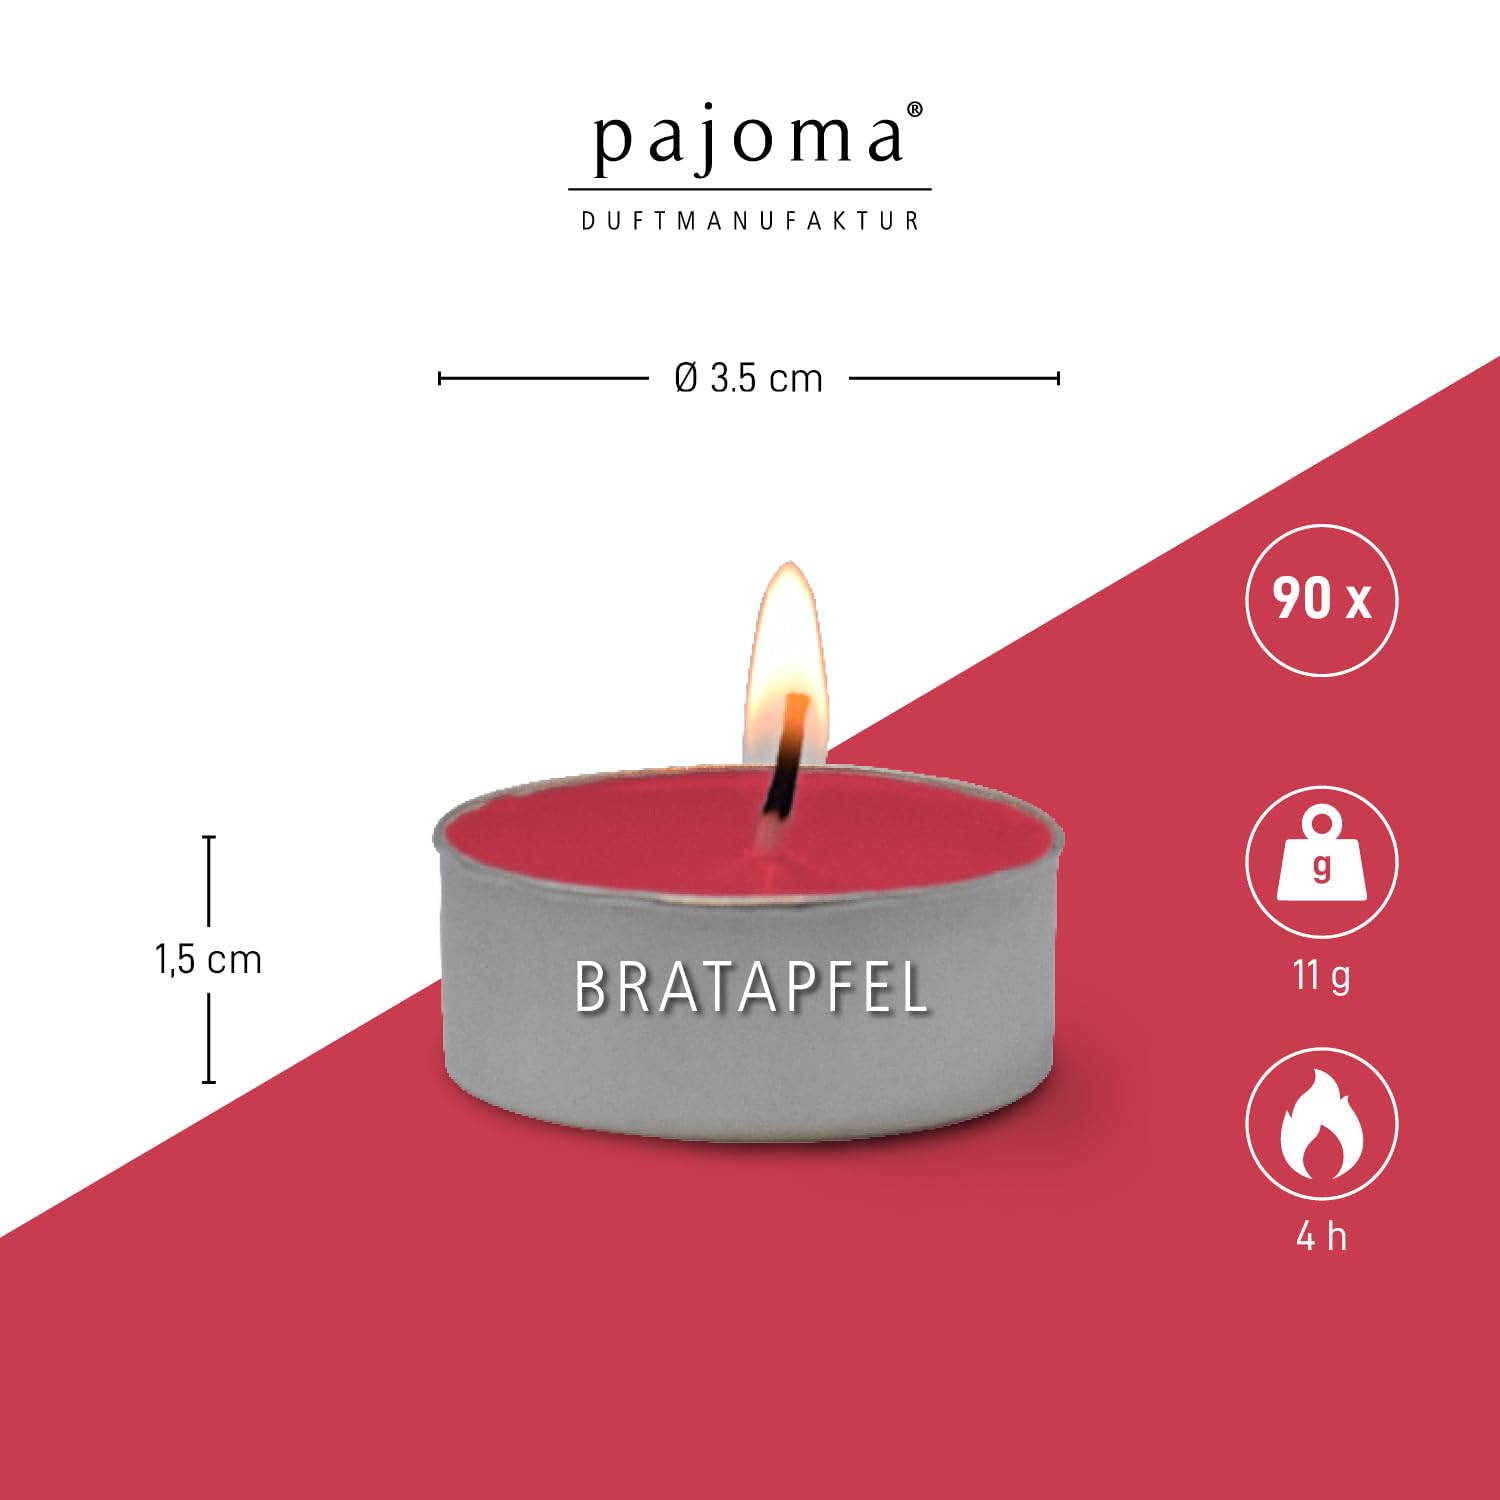 pajoma®
DUFTMANUFAKTUR
Ø 3.5 cm
90 x
g
1,5 cm
BRATAPFEL
11 g
4 h